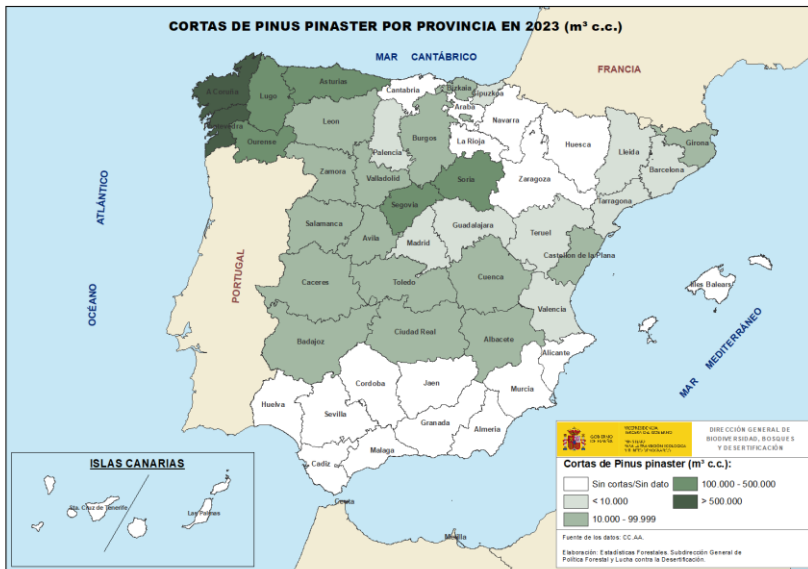 CORTAS DE PINUS PINASTER POR PROVINCIA EN 2023 (m³ c.c.)
MAR CANTÁBRICO
FRANCIA
OCÉANO ATLÁNTICO
PORTUGAL
MAR MEDITERRÁNEO
A Coruña
Lugo
Asturias
Cantabria
Bizkaia
Gipuzkoa
Araba
Navarra
Pontevedra
Ourense
Leon
Palencia
Burgos
La Rioja
Huesca
Lleida
Girona
Barcelona
Zamora
Valladolid
Soria
Zaragoza
Tarragona
Segovia
Salamanca
Avila
Madrid
Guadalajara
Teruel
Castellon de la Plana
Caceres
Toledo
Cuenca
Valencia
Illes Balears
Badajoz
Ciudad Real
Albacete
Alicante
Cordoba
Jaen
Murcia
Huelva
Sevilla
Granada
Almeria
Malaga
Cadiz
Ceuta
Melilla
ISLAS CANARIAS
Sta. Cruz de Tenerife
Las Palmas
GOBIERNO
DE ESPAÑA
DIRECCIÓN GENERAL DE
BIODIVERSIDAD, BOSQUES
Y DESERTIFICACIÓN
Cortas de Pinus pinaster (m³ c.c.):
Sin cortas/Sin dato
< 10.000
10.000 - 99.999
100.000 - 500.000
> 500.000
Fuente de los datos: CC.AA.
Elaboración: Estadísticas Forestales. Subdirección General de
Política Forestal y Lucha contra la Desertificación.